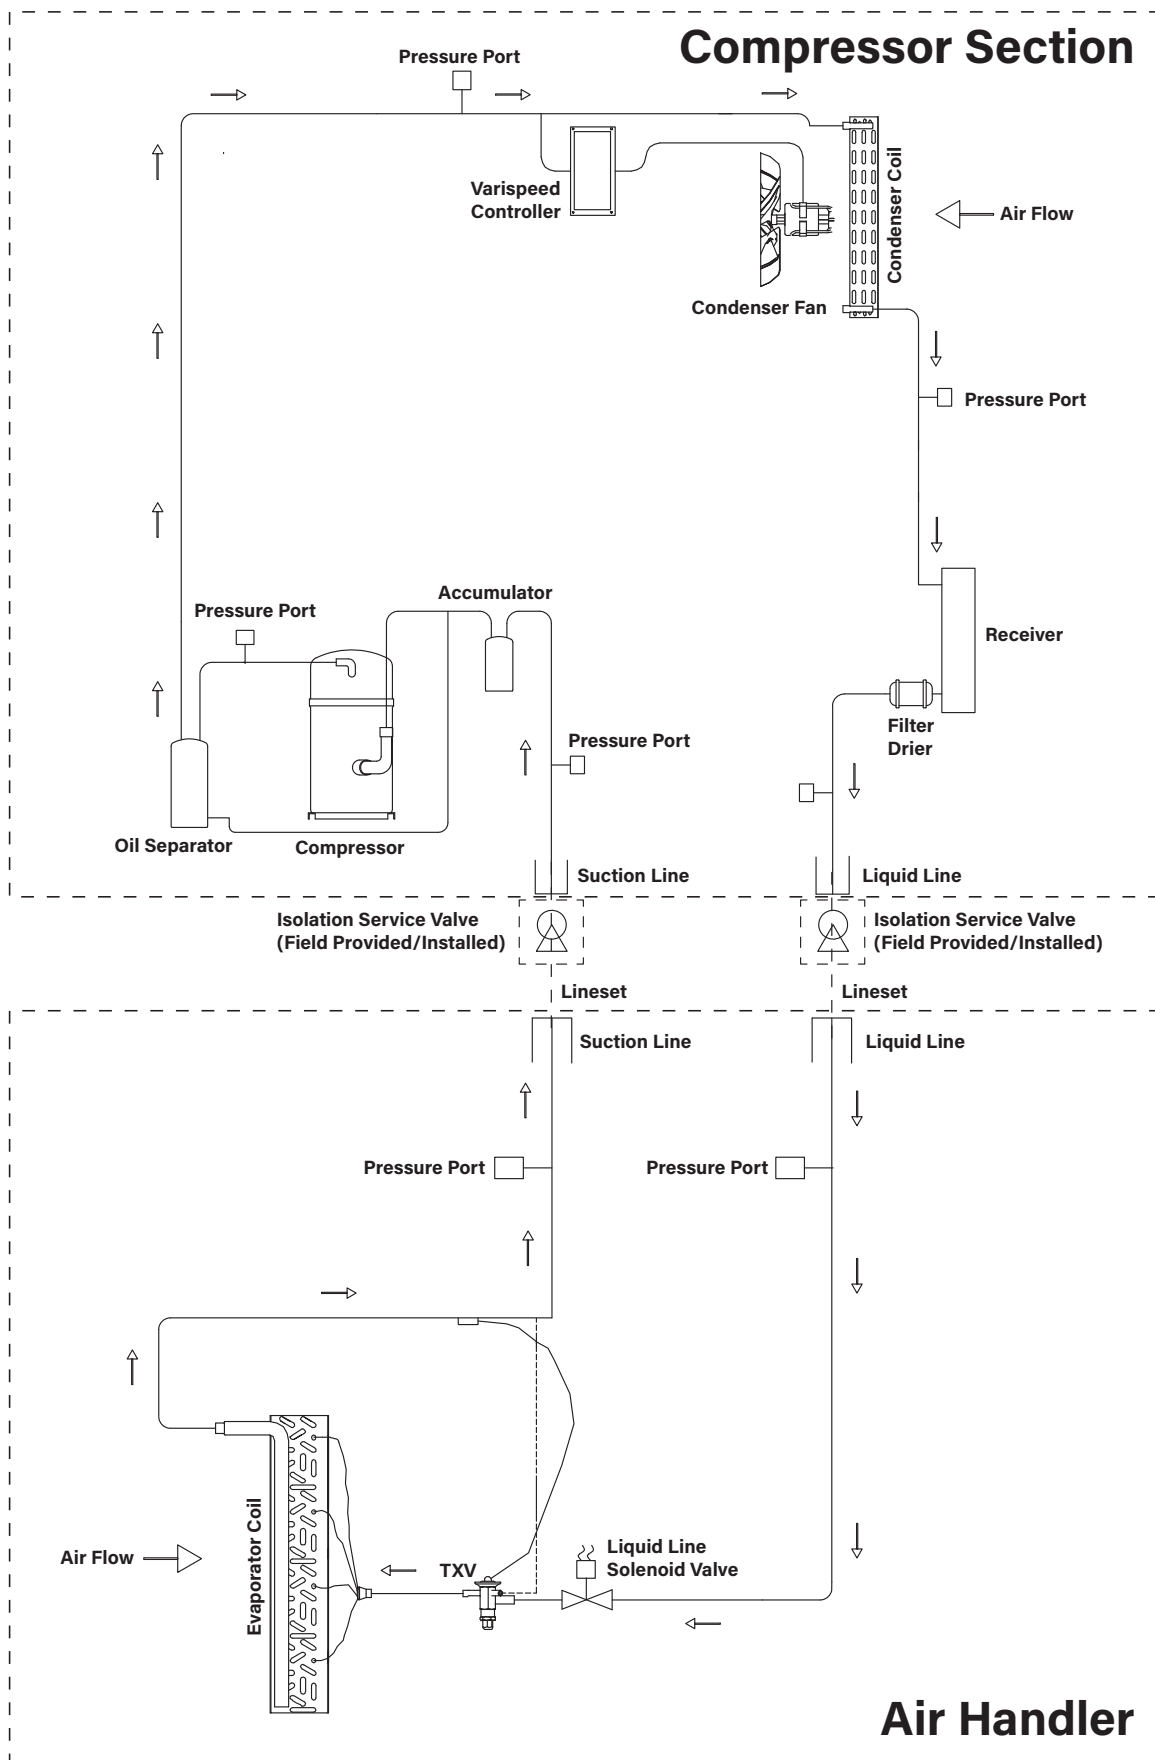 Compressor Section
Pressure Port
Varispeed
Controller
Condenser Coil
Air Flow
Condenser Fan
Pressure Port
Accumulator
Pressure Port
Receiver
Filter
Drier
Pressure Port
Oil Separator
Compressor
Suction Line
Liquid Line
Isolation Service Valve
(Field Provided/Installed)
Isolation Service Valve
(Field Provided/Installed)
Lineset
Lineset
Suction Line
Liquid Line
Pressure Port
Pressure Port
Evaporator Coil
Air Flow
TXV
Liquid Line
Solenoid Valve
Air Handler